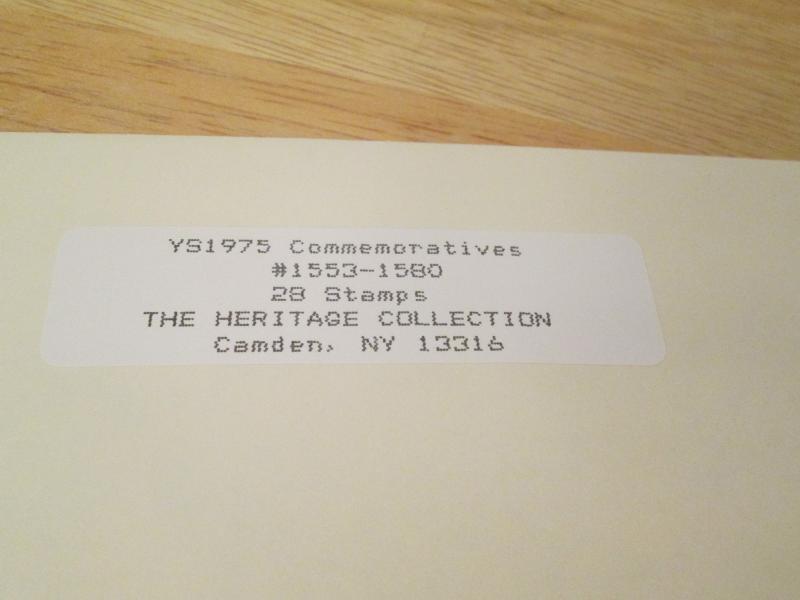 YS1975 Commemoratives
#1553-1580
28 Stamps
THE HERITAGE COLLECTION
Camden, NY 13316